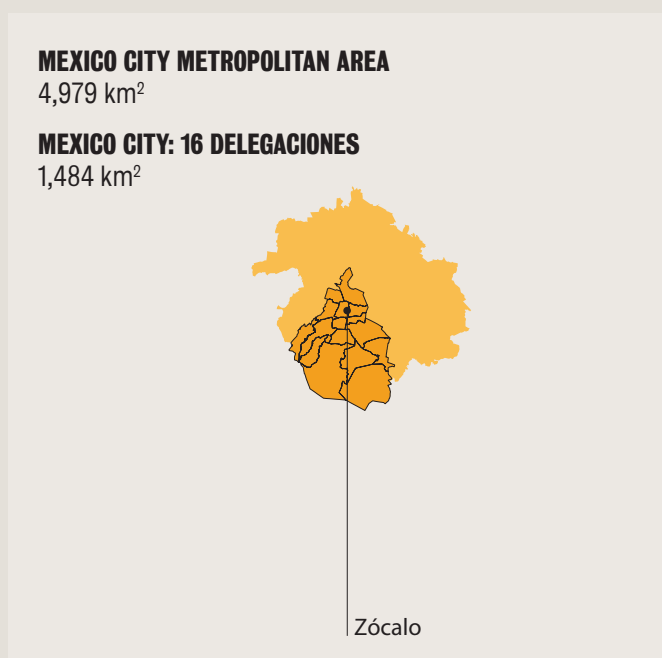 MEXICO CITY METROPOLITAN AREA
4,979 km²
MEXICO CITY: 16 DELEGACIONES
1,484 km²
Zócalo